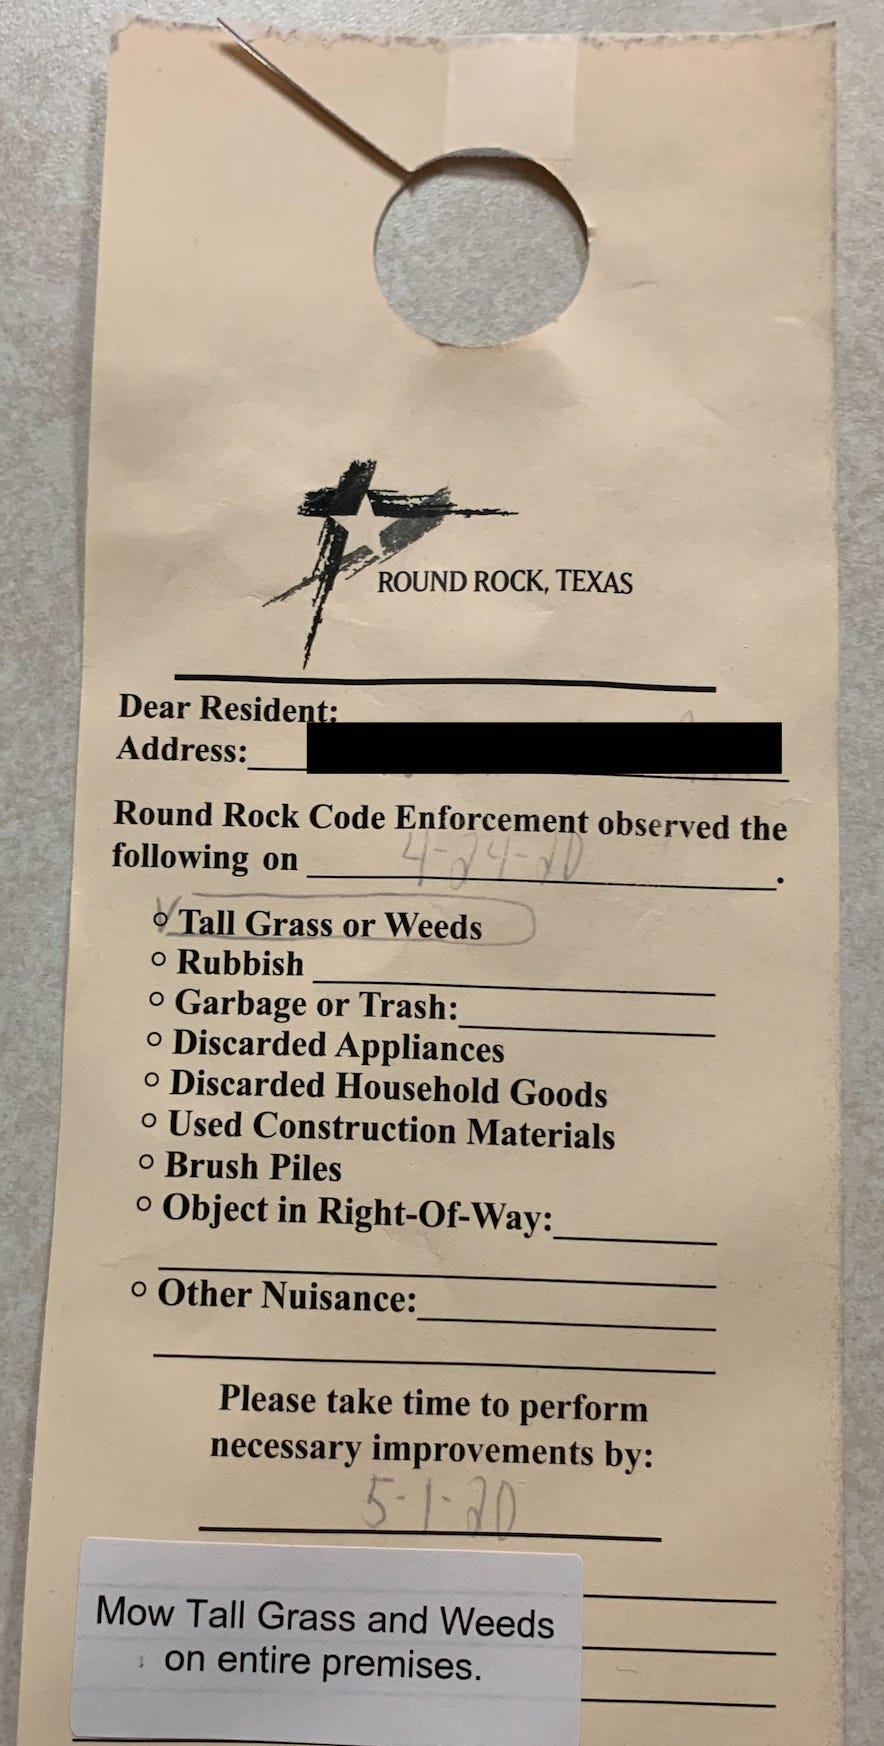 ROUND ROCK, TEXAS
Dear Resident:
Address:
Round Rock Code Enforcement observed the
following on 4-24-20.
Tall Grass or Weeds
Rubbish
Garbage or Trash:
Discarded Appliances
Discarded Household Goods
Used Construction Materials
Brush Piles
Object in Right-Of-Way:
Other Nuisance:
Please take time to perform
necessary improvements by:
5-1-20
Mow Tall Grass and Weeds
on entire premises.